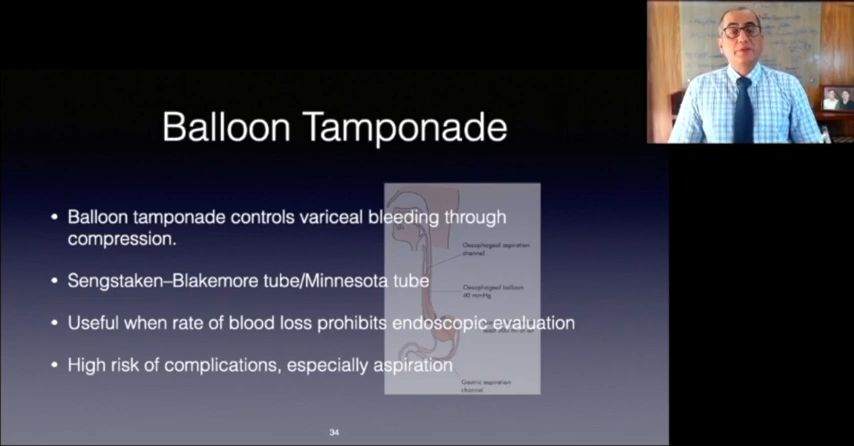 Balloon Tamponade
• Balloon tamponade controls variceal bleeding through
compression.
• Sengstaken–Blakemore tube/Minnesota tube
• Useful when rate of blood loss prohibits endoscopic evaluation
• High risk of complications, especially aspiration
Oesophageal aspiration
channel
Oesophageal balloon
40 mmHg
Gastric aspiration
channel
34